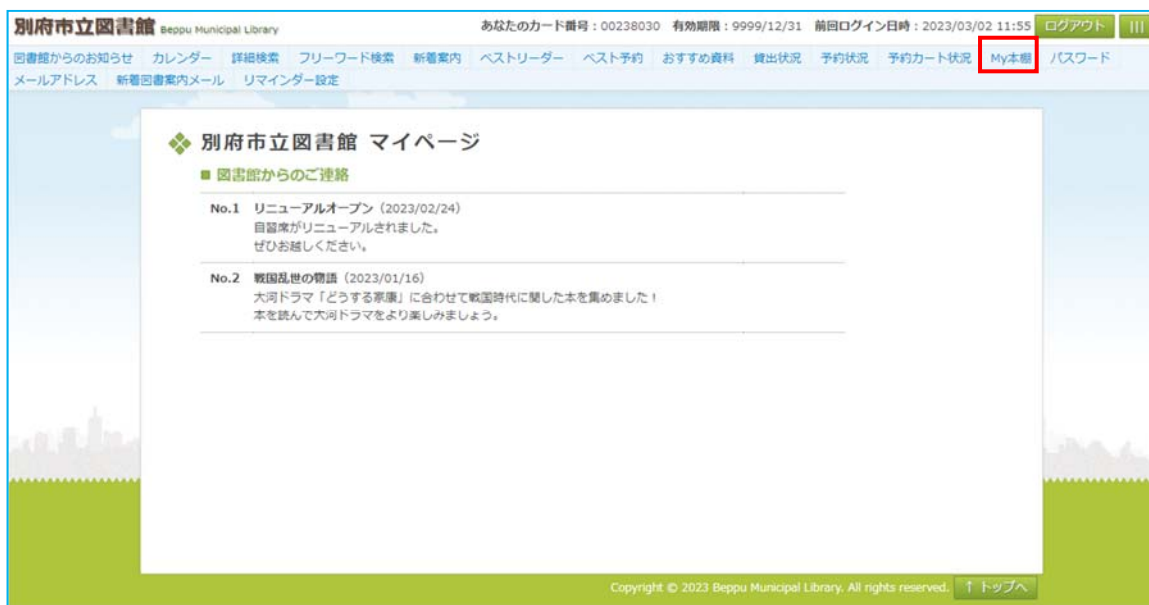 別府市立図書館 Beppu Municipal Library あなたのカード番号：00238030 有効期限：9999/12/31 前回ログイン日時：2023/03/02 11:55 ログアウト
図書館からのお知らせ カレンダー 詳細検索 フリーワード検索 新着案内 ベストリーダー ベスト予約 おすすめ資料 貸出状況 予約状況 予約カート状況 My本棚 パスワード
メールアドレス 新着図書案内メール リマインダー設定
別府市立図書館 マイページ
図書館からのご連絡
No.1 リニューアルオープン（2023/02/24）
自習席がリニューアルされました。
ぜひお越しください。
No.2 戦国乱世の物語（2023/01/16）
大河ドラマ「どうする家康」に合わせて戦国時代に関した本を集めました！
本を読んで大河ドラマをより楽しみましょう。
Copyright © 2023 Beppu Municipal Library. All rights reserved. ↑ トップへ